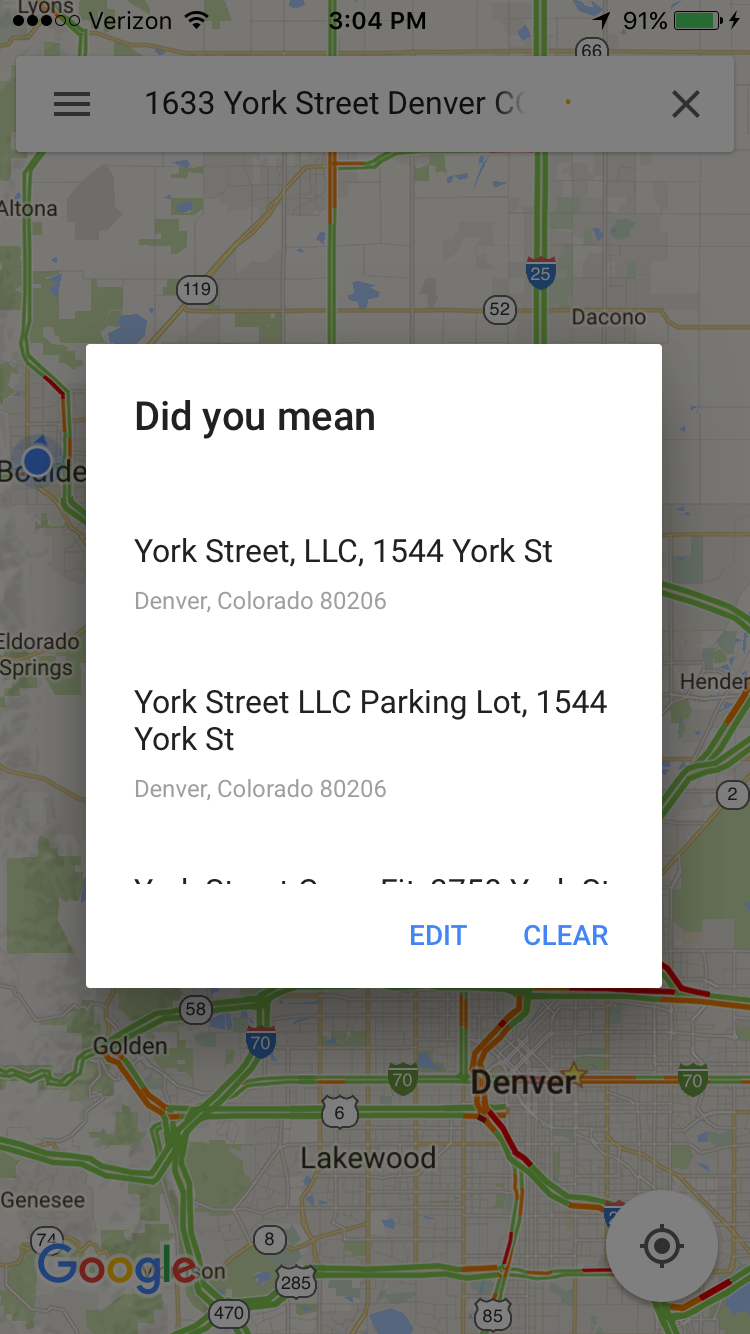 Lyons
Verizon
3:04 PM
91%
66
1633 York Street Denver CO
Altona
119
25
52
Dacono
Did you mean
Boulde
York Street, LLC, 1544 York St
Denver, Colorado 80206
Eldorado
Springs
Hender
York Street LLC Parking Lot, 1544
York St
Denver, Colorado 80206
2
EDIT
CLEAR
58
Golden
70
70
Denver
70
6
Lakewood
Genesee
74
8
Google
son
285
470
85